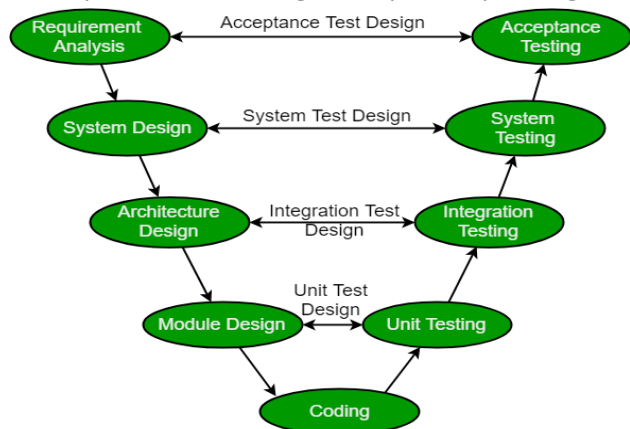 Requirement
Analysis
Acceptance Test Design
Acceptance
Testing
System Design
System Test Design
System
Testing
Architecture
Design
Integration Test
Design
Integration
Testing
Module Design
Unit Test
Design
Unit Testing
Coding